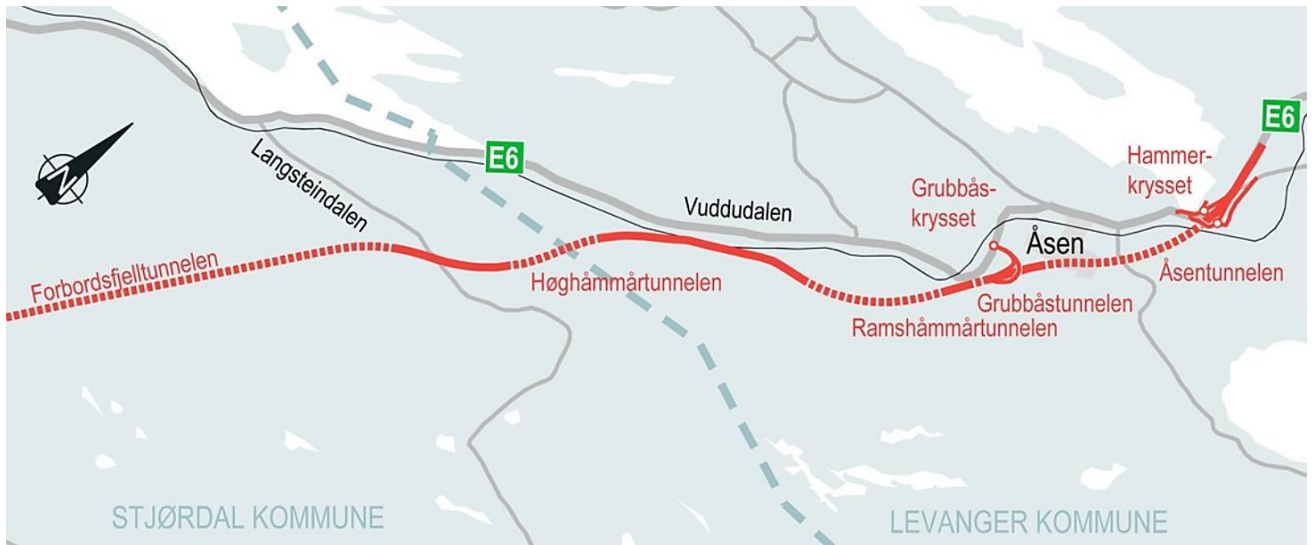 E6
Hammer-
krysset
Langsteindalen
E6
Grubbås-
krysset
Vuddudalen
Åsen
Forbordsfjelltunnelen
Høghåmmårtunnelen
Åsentunnelen
Grubbåstunnelen
Ramshåmmårtunnelen
N
STJØRDAL KOMMUNE
LEVANGER KOMMUNE